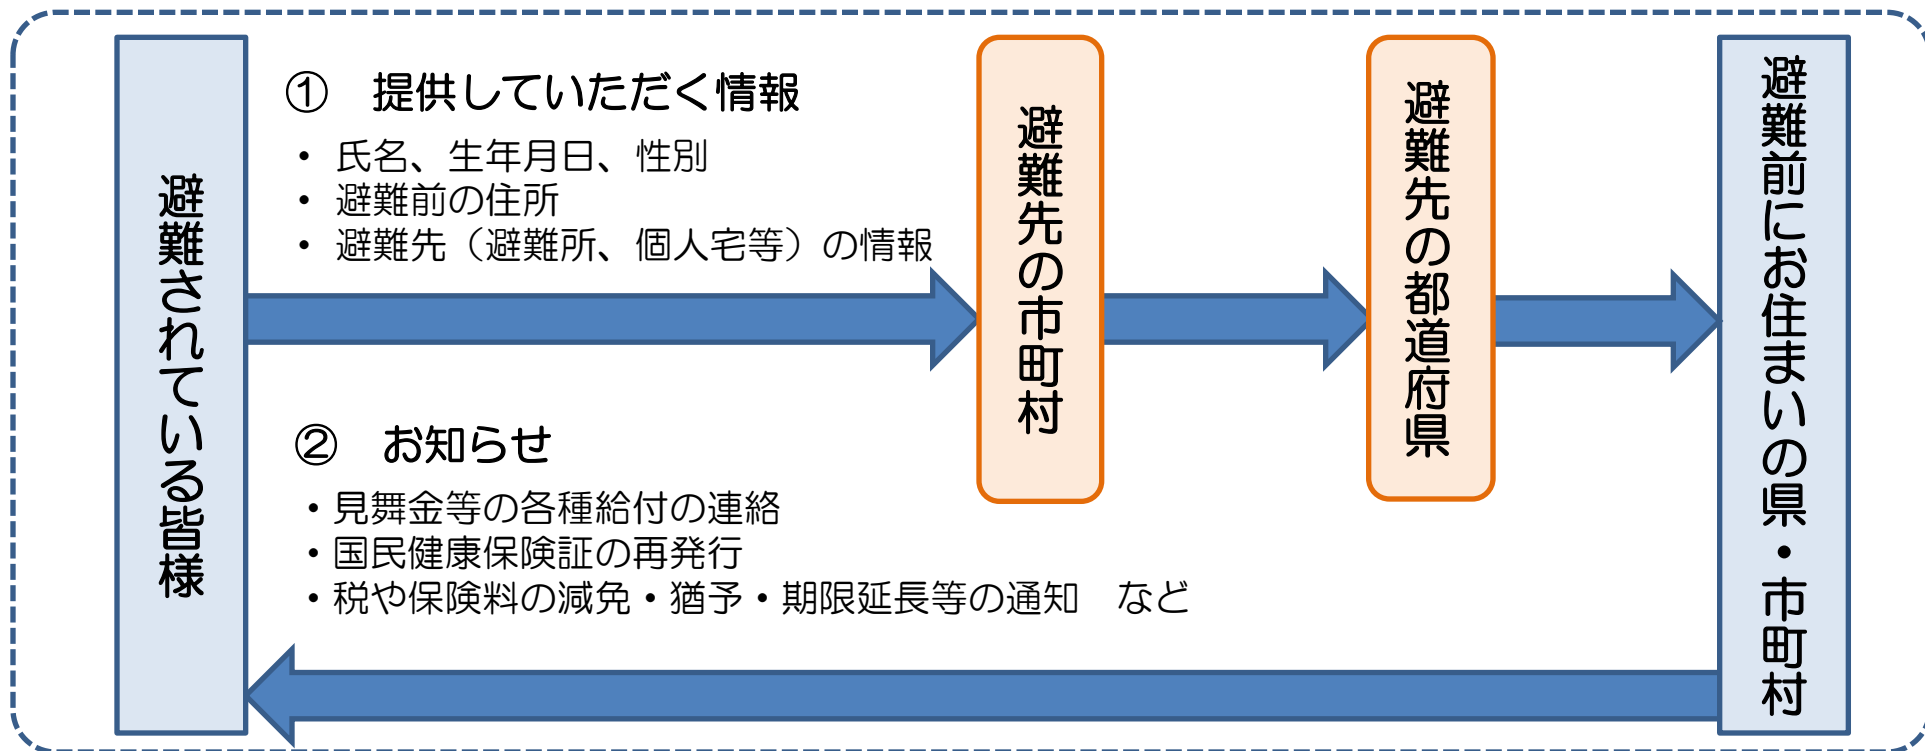 避難されている皆様
① 提供していただく情報
・ 氏名、生年月日、性別
・ 避難前の住所
・ 避難先（避難所、個人宅等）の情報
避難先の市町村
避難先の都道府県
避難前にお住まいの県・市町村
② お知らせ
・見舞金等の各種給付の連絡
・国民健康保険証の再発行
・税や保険料の減免・猶予・期限延長等の通知　など